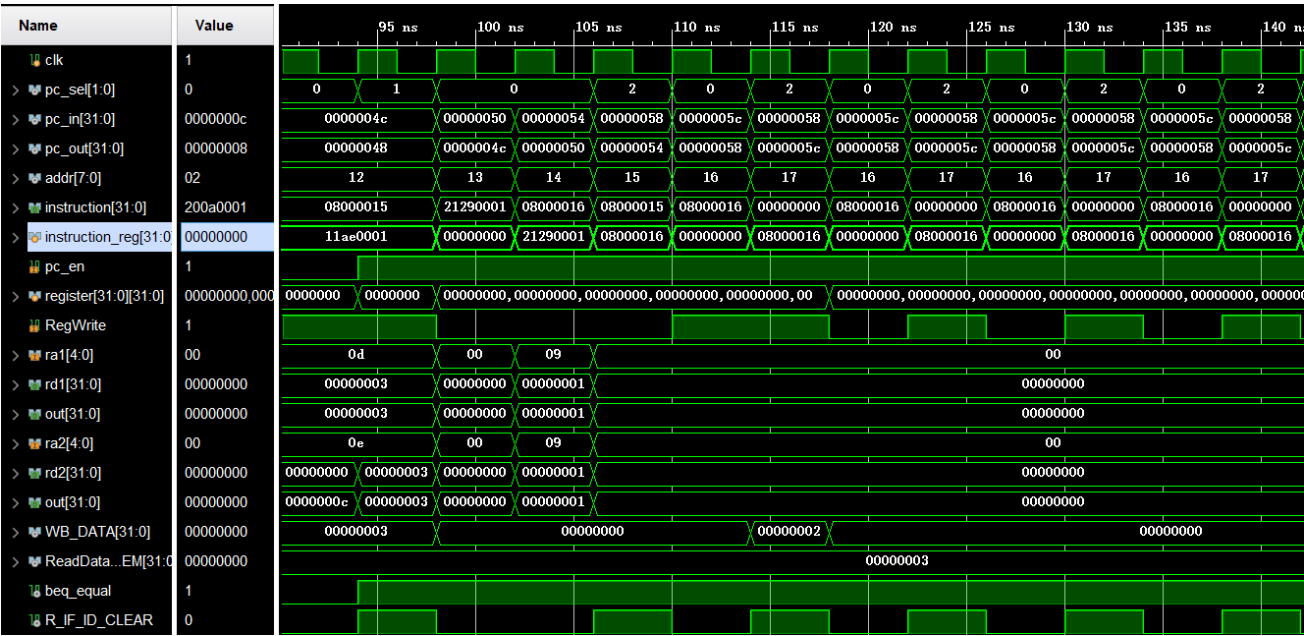 Name Value 95 ns 100 ns 105 ns 110 ns 115 ns 120 ns 125 ns 130 ns 135 ns 140 n
clk 1
pc_sel[1:0] 0 0 1 0 2 0 2 0 2 0 2 0 2
pc_in[31:0] 0000000c 0000004c 00000050 00000054 00000058 0000005c 00000058 0000005c 00000058 0000005c 00000058 0000005c 00000058
pc_out[31:0] 00000008 00000048 0000004c 00000050 00000054 00000058 0000005c 00000058 0000005c 00000058 0000005c 00000058 0000005c
addr[7:0] 02 12 13 14 15 16 17 16 17 16 17 16 17
instruction[31:0] 200a0001 08000015 21290001 08000016 08000015 08000016 00000000 08000016 00000000 08000016 00000000 08000016 00000000
instruction_reg[31:0 00000000 11ae0001 00000000 21290001 08000016 00000000 08000016 00000000 08000016 00000000 08000016 00000000 08000016
pc_en 1
register[31:0][31:0] 00000000,000 0000000 0000000 00000000,00000000,00000000,00000000,00000000,00 00000000,00000000,00000000,00000000,00000000,00000
RegWrite 1
ra1[4:0] 00 0d 00 09 00
rd1[31:0] 00000000 00000003 00000000 00000001 00000000
out[31:0] 00000000 00000003 00000000 00000001 00000000
ra2[4:0] 00 0e 00 09 00
rd2[31:0] 00000000 00000000 00000003 00000000 00000001 00000000
out[31:0] 00000000 0000000c 00000003 00000000 00000001 00000000
WB_DATA[31:0] 00000000 00000003 00000000 00000002 00000000
ReadData...EM[31:0 00000000 00000003
beq_equal 1
R_IF_ID_CLEAR 0